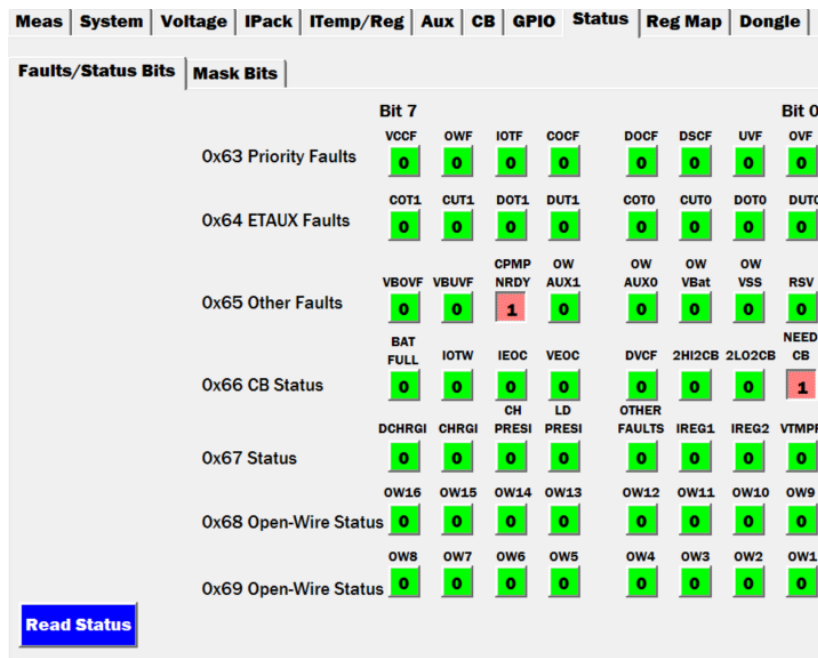 Meas System Voltage IPack ITemp/Reg Aux CB GPIO Status Reg Map Dongle
Faults/Status Bits Mask Bits
Bit 7 Bit 0
VCCF OWF IOTF COCF DOCF DSCF UVF OVF
0x63 Priority Faults 0 0 0 0 0 0 0 0
COT1 CUT1 DOT1 DUT1 COT0 CUT0 DOT0 DUT0
0x64 ETAUX Faults 0 0 0 0 0 0 0 0
CPMP OW OW OW OW
VBOVF VBUVF NRDY AUX1 AUX0 VBat VSS RSV
0x65 Other Faults 0 0 1 0 0 0 0 0
BAT NEED
FULL IOTW IEOC VEOC DVCF 2HI2CB 2LO2CB CB
0x66 CB Status 0 0 0 0 0 0 0 1
CH LD OTHER
DCHRGI CHRGI PRESI PRESI FAULTS IREG1 IREG2 VTMPF
0x67 Status 0 0 0 0 0 0 0 0
OW16 OW15 OW14 OW13 OW12 OW11 OW10 OW9
0x68 Open-Wire Status 0 0 0 0 0 0 0 0
OW8 OW7 OW6 OW5 OW4 OW3 OW2 OW1
0x69 Open-Wire Status 0 0 0 0 0 0 0 0
Read Status